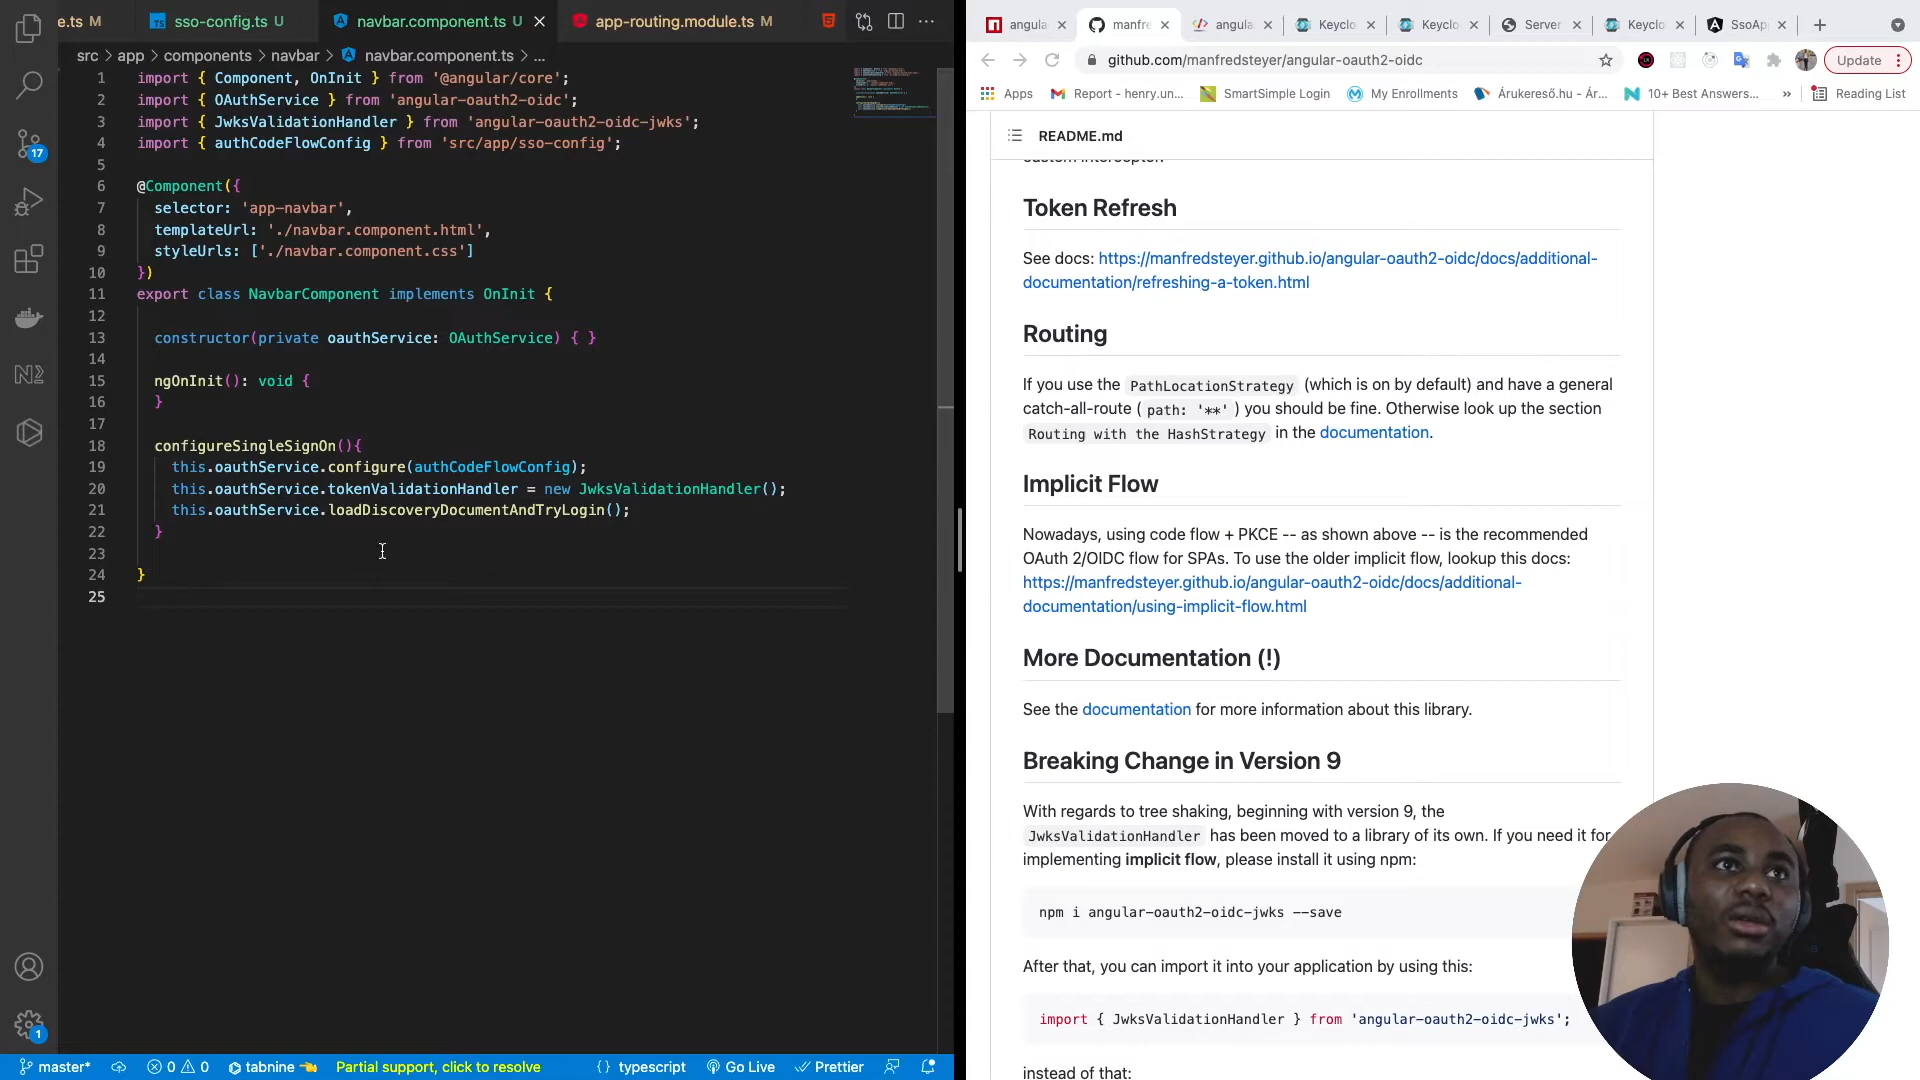 e.ts M
sso-config.ts U
navbar.component.ts U
app-routing.module.ts M
src > app > components > navbar > navbar.component.ts > ...
1 import { Component, OnInit } from '@angular/core';
2 import { OAuthService } from 'angular-oauth2-oidc';
3 import { JwksValidationHandler } from 'angular-oauth2-oidc-jwks';
4 import { authCodeFlowConfig } from 'src/app/sso-config';
5
6 @Component({
7 selector: 'app-navbar',
8 templateUrl: './navbar.component.html',
9 styleUrls: ['./navbar.component.css']
10 })
11 export class NavbarComponent implements OnInit {
12
13 constructor(private oauthService: OAuthService) { }
14
15 ngOnInit(): void {
16 }
17
18 configureSingleSignOn(){
19 this.oauthService.configure(authCodeFlowConfig);
20 this.oauthService.tokenValidationHandler = new JwksValidationHandler();
21 this.oauthService.loadDiscoveryDocumentAndTryLogin();
22 }
23
24 }
25
17
1
master* 0 0 tabnine Partial support, click to resolve {} typescript Go Live Prettier
angula
manfre
angula
Keyclo
Keyclo
Server
Keyclo
SsoAp
github.com/manfredsteyer/angular-oauth2-oidc
Update
Apps
Report - henry.un...
SmartSimple Login
My Enrollments
Árukereső.hu - Ár...
10+ Best Answers...
»
Reading List
README.md
custom interceptor.
Token Refresh
See docs: https://manfredsteyer.github.io/angular-oauth2-oidc/docs/additional-
documentation/refreshing-a-token.html
Routing
If you use the PathLocationStrategy (which is on by default) and have a general
catch-all-route ( path: '**' ) you should be fine. Otherwise look up the section
Routing with the HashStrategy in the documentation.
Implicit Flow
Nowadays, using code flow + PKCE -- as shown above -- is the recommended
OAuth 2/OIDC flow for SPAs. To use the older implicit flow, lookup this docs:
https://manfredsteyer.github.io/angular-oauth2-oidc/docs/additional-
documentation/using-implicit-flow.html
More Documentation (!)
See the documentation for more information about this library.
Breaking Change in Version 9
With regards to tree shaking, beginning with version 9, the
JwksValidationHandler has been moved to a library of its own. If you need it for
implementing implicit flow, please install it using npm:
npm i angular-oauth2-oidc-jwks --save
After that, you can import it into your application by using this:
import { JwksValidationHandler } from 'angular-oauth2-oidc-jwks';
instead of that: